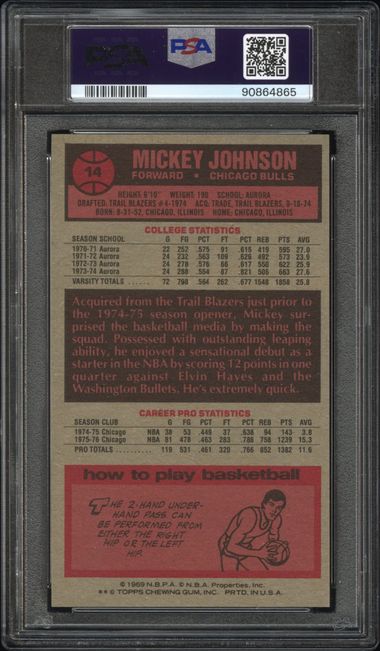 PSA
PSA
90864865
14
MICKEY JOHNSON
FORWARD • CHICAGO BULLS
HEIGHT: 6'10" WEIGHT: 190 SCHOOL: AURORA
DRAFTED: TRAIL BLAZERS #4-1974 ACQ: TRADE, TRAIL BLAZERS, 9-18-74
BORN: 8-31-52, CHICAGO, ILLINOIS HOME: CHICAGO, ILLINOIS
COLLEGE STATISTICS
SEASON SCHOOL G FG PCT FT PCT REB PTS AVG
1970-71 Aurora 22 252 .575 91 .615 419 595 27.0
1971-72 Aurora 24 232 .563 109 .629 492 573 23.9
1972-73 Aurora 24 278 .576 66 .617 558 622 25.9
1973-74 Aurora 24 288 .554 87 .821 506 663 27.6
VARSITY TOTALS 72 798 .564 262 .677 1548 1858 25.8
Acquired from the Trail Blazers just prior to
the 1974-75 season opener, Mickey sur-
prised the basketball media by making the
squad. Possessed with outstanding leaping
ability, he enjoyed a sensational debut as a
starter in the NBA by scoring 12 points in one
quarter against Elvin Hayes and the
Washington Bullets. He's extremely quick.
CAREER PRO STATISTICS
SEASON CLUB G FG PCT FT PCT REB PTS AVG
1974-75 Chicago NBA 38 53 .449 37 .638 94 143 3.8
1975-76 Chicago NBA 81 478 .463 283 .786 758 1239 15.3
PRO TOTALS 119 531 .461 320 .766 852 1382 11.6
how to play basketball
THE 2-HAND UNDER-
HAND PASS CAN BE
PERFORMED FROM
EITHER THE RIGHT
HIP OR THE LEFT
HIP.
© 1969 N.B.P.A. © N.B.A. Properties, Inc.
** © TOPPS CHEWING GUM, INC. PRTD. IN U.S.A.